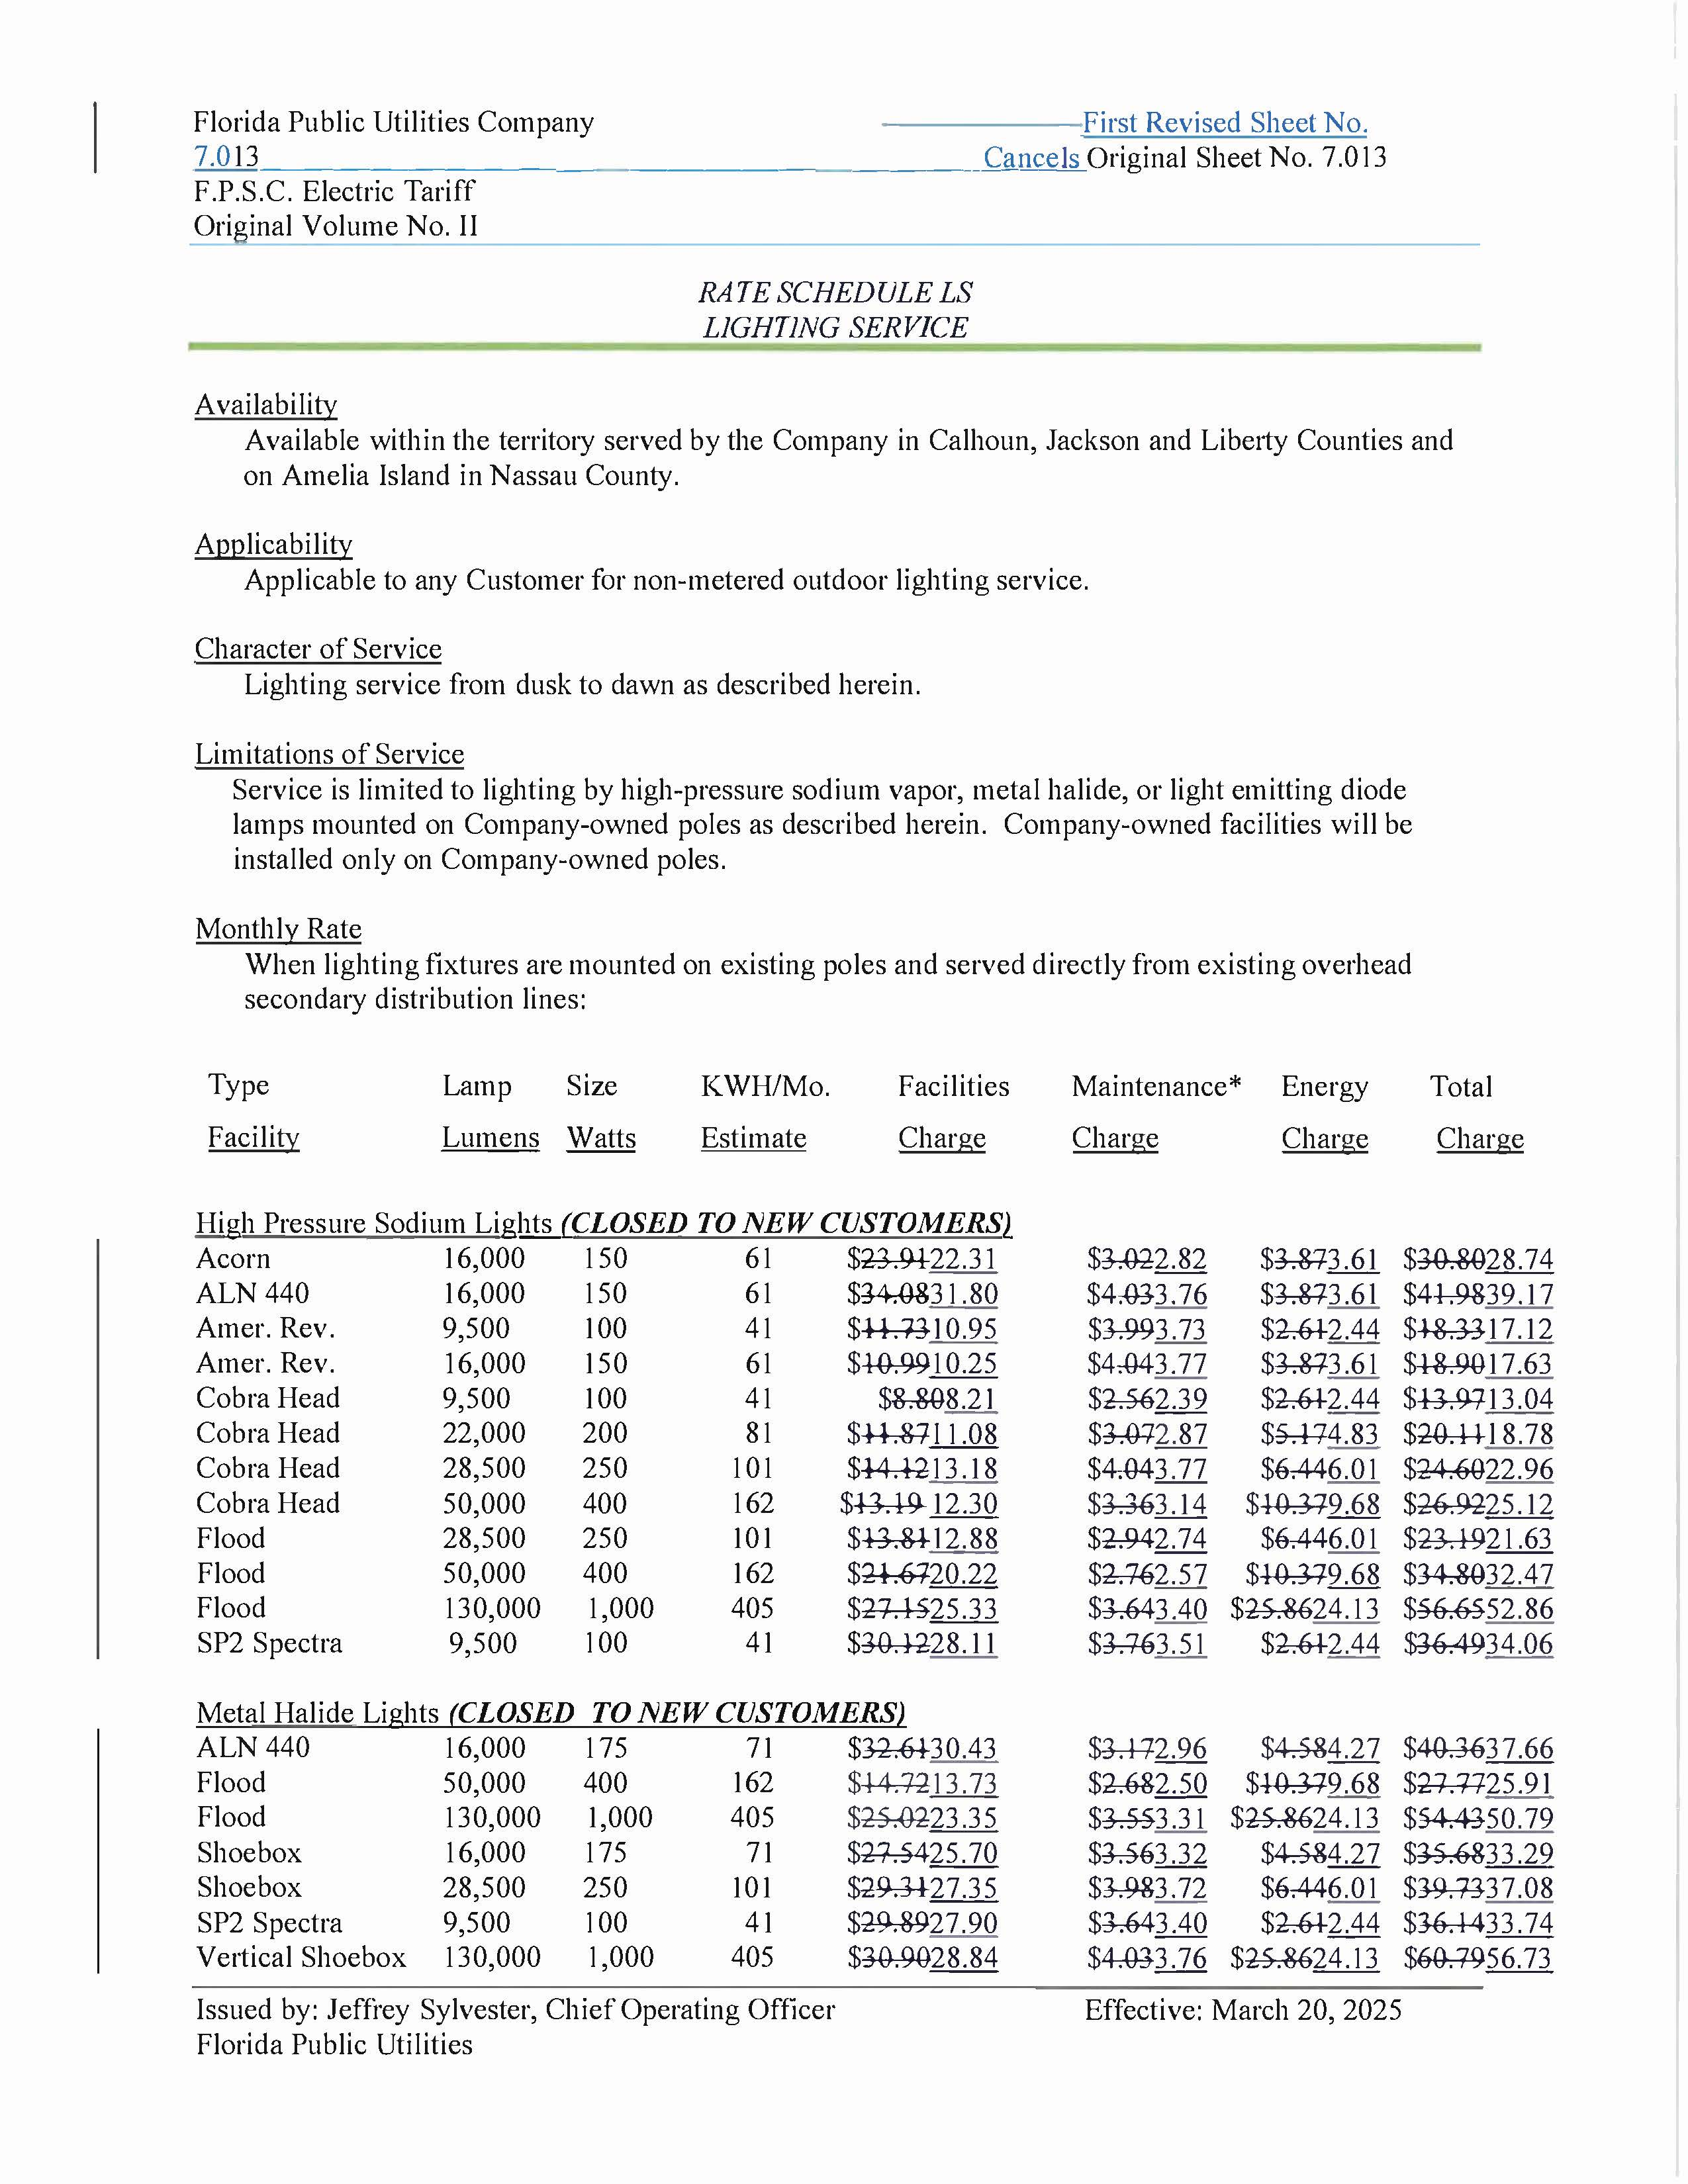 Florida Public Utilities Company First Revised Sheet No.
7.013 Cancels Original Sheet No. 7.013
F.P.S.C. Electric Tariff
Original Volume No. II
RATE SCHEDULE LS
LIGHTING SERVICE
Availability
Available within the territory served by the Company in Calhoun, Jackson and Liberty Counties and
on Amelia Island in Nassau County.
Applicability
Applicable to any Customer for non-metered outdoor lighting service.
Character of Service
Lighting service from dusk to dawn as described herein.
Limitations of Service
Service is limited to lighting by high-pressure sodium vapor, metal halide, or light emitting diode
lamps mounted on Company-owned poles as described herein. Company-owned facilities will be
installed only on Company-owned poles.
Monthly Rate
When lighting fixtures are mounted on existing poles and served directly from existing overhead
secondary distribution lines:
Type Lamp Size KWH/Mo. Facilities Maintenance* Energy Total
Facility Lumens Watts Estimate Charge Charge Charge Charge
High Pressure Sodium Lights (CLOSED TO NEW CUSTOMERS)
Acorn 16,000 150 61 $23.9122.31 $3.022.82 $3.873.61 $30.8028.74
ALN 440 16,000 150 61 $34.0831.80 $4.033.76 $3.873.61 $41.9839.17
Amer. Rev. 9,500 100 41 $11.7310.95 $3.993.73 $2.612.44 $18.3317.12
Amer. Rev. 16,000 150 61 $10.9910.25 $4.043.77 $3.873.61 $18.9017.63
Cobra Head 9,500 100 41 $8.808.21 $2.562.39 $2.612.44 $13.9713.04
Cobra Head 22,000 200 81 $11.8711.08 $3.072.87 $5.174.83 $20.1118.78
Cobra Head 28,500 250 101 $14.1213.18 $4.043.77 $6.446.01 $24.6022.96
Cobra Head 50,000 400 162 $13.19 12.30 $3.363.14 $10.379.68 $26.9225.12
Flood 28,500 250 101 $13.8112.88 $2.942.74 $6.446.01 $23.1921.63
Flood 50,000 400 162 $21.6720.22 $2.762.57 $10.379.68 $34.8032.47
Flood 130,000 1,000 405 $27.1525.33 $3.643.40 $25.8624.13 $56.6552.86
SP2 Spectra 9,500 100 41 $30.1228.11 $3.763.51 $2.612.44 $36.4934.06
Metal Halide Lights (CLOSED TO NEW CUSTOMERS)
ALN 440 16,000 175 71 $32.6130.43 $3.172.96 $4.584.27 $40.3637.66
Flood 50,000 400 162 $14.7213.73 $2.682.50 $10.379.68 $27.7725.91
Flood 130,000 1,000 405 $25.0223.35 $3.553.31 $25.8624.13 $54.4350.79
Shoebox 16,000 175 71 $27.5425.70 $3.563.32 $4.584.27 $35.6833.29
Shoebox 28,500 250 101 $29.3127.35 $3.983.72 $6.446.01 $39.7337.08
SP2 Spectra 9,500 100 41 $29.8927.90 $3.643.40 $2.612.44 $36.1433.74
Vertical Shoebox 130,000 1,000 405 $30.9028.84 $4.033.76 $25.8624.13 $60.7956.73
Issued by: Jeffrey Sylvester, Chief Operating Officer Effective: March 20, 2025
Florida Public Utilities